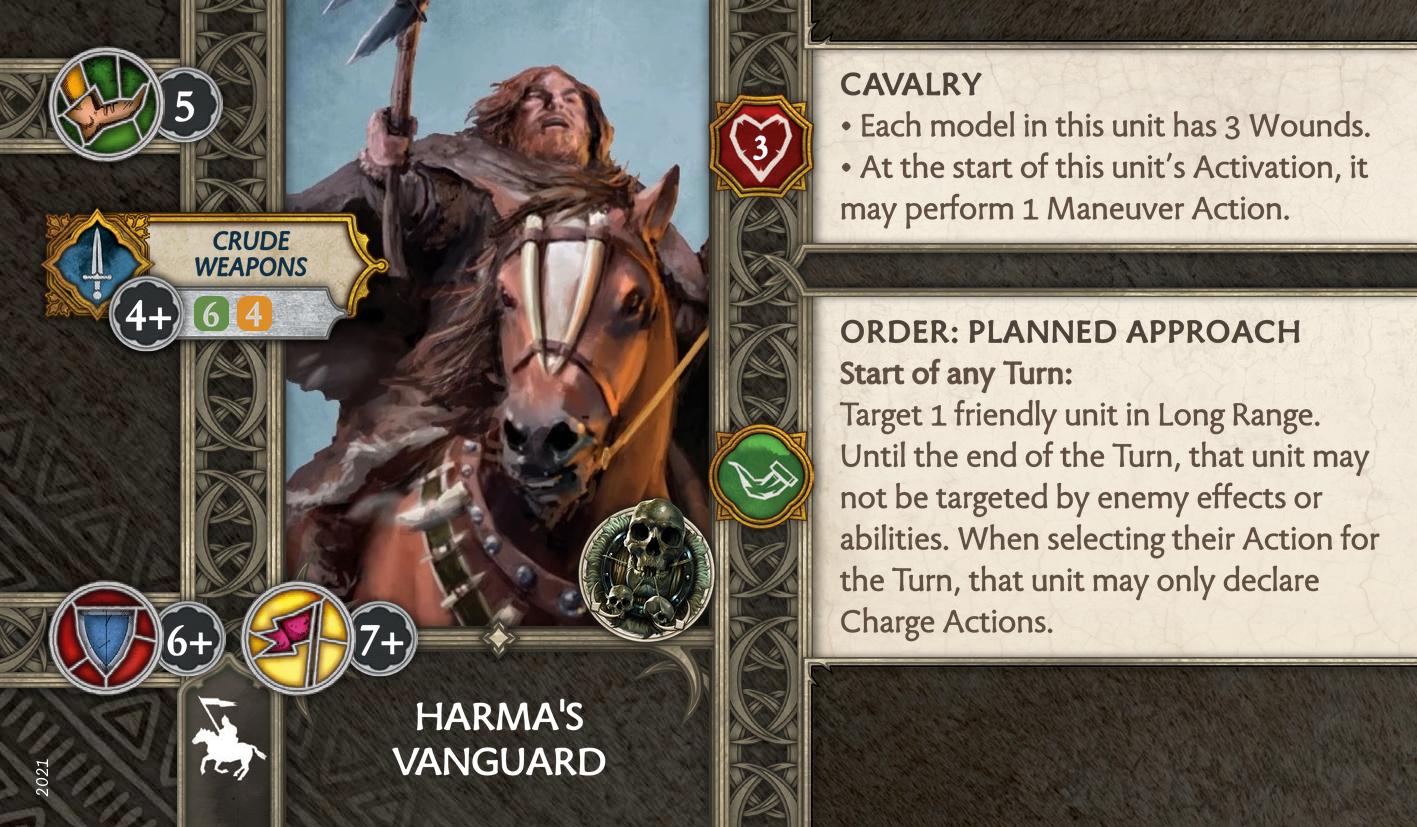 5
CRUDE
WEAPONS
4+ 6 4
6+
7+
HARMA'S
VANGUARD
2021
3
CAVALRY
• Each model in this unit has 3 Wounds.
• At the start of this unit's Activation, it
may perform 1 Maneuver Action.
ORDER: PLANNED APPROACH
Start of any Turn:
Target 1 friendly unit in Long Range.
Until the end of the Turn, that unit may
not be targeted by enemy effects or
abilities. When selecting their Action for
the Turn, that unit may only declare
Charge Actions.